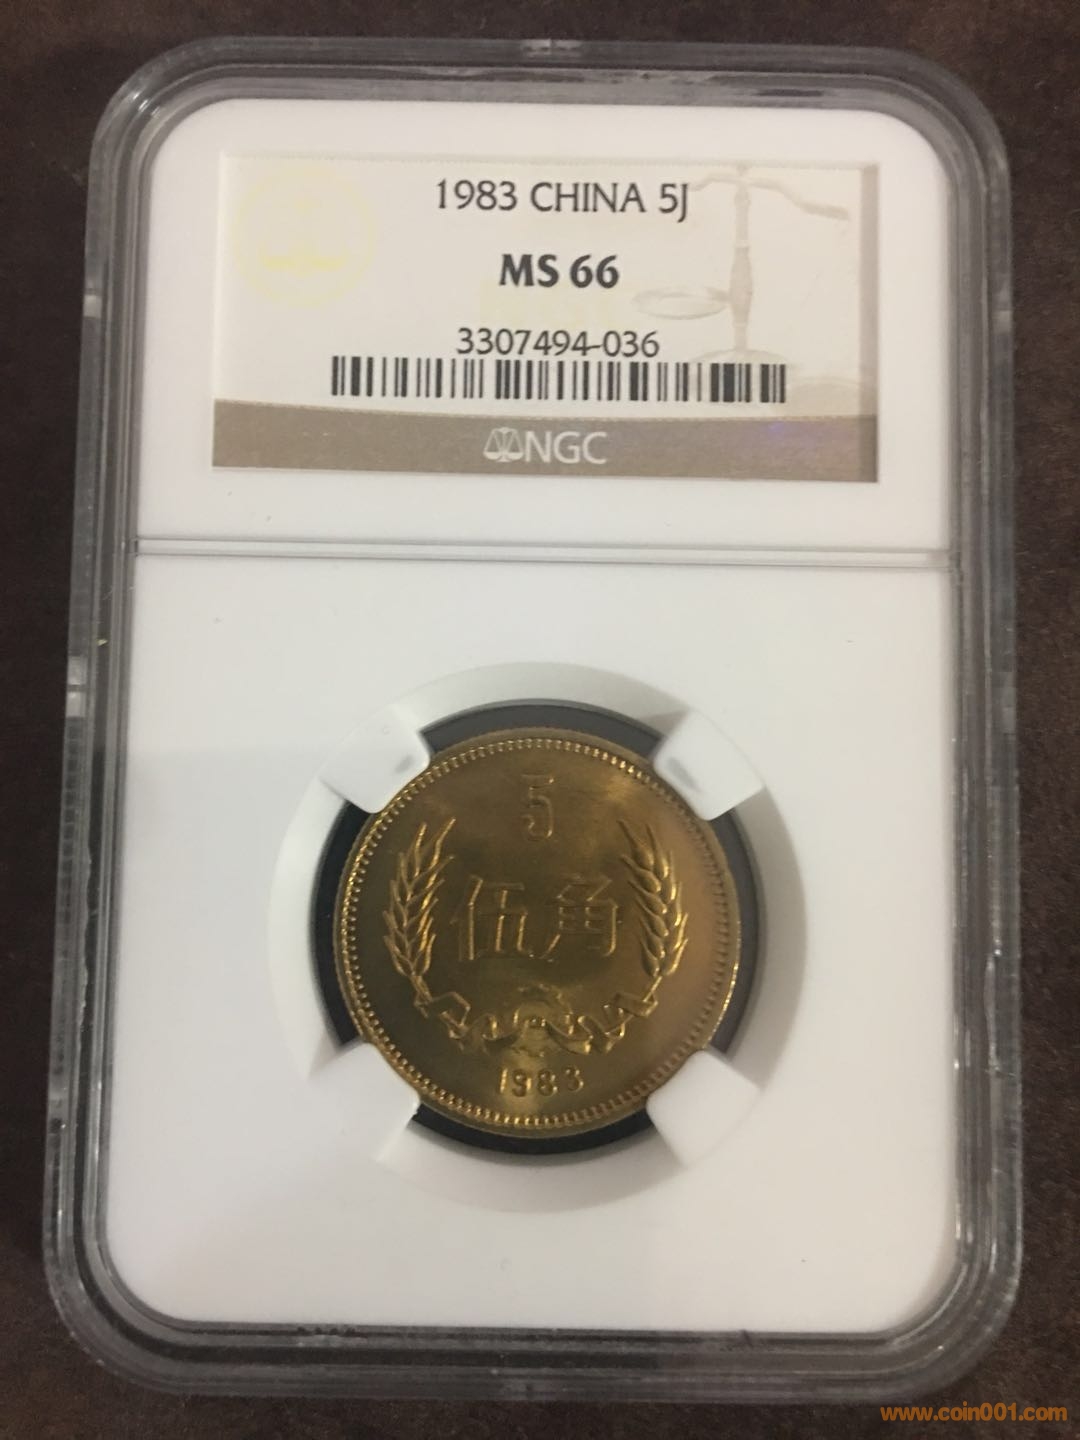 1983 CHINA 5J
MS 66
3307494-036
NGC
5
伍角
1983
www.coin001.com